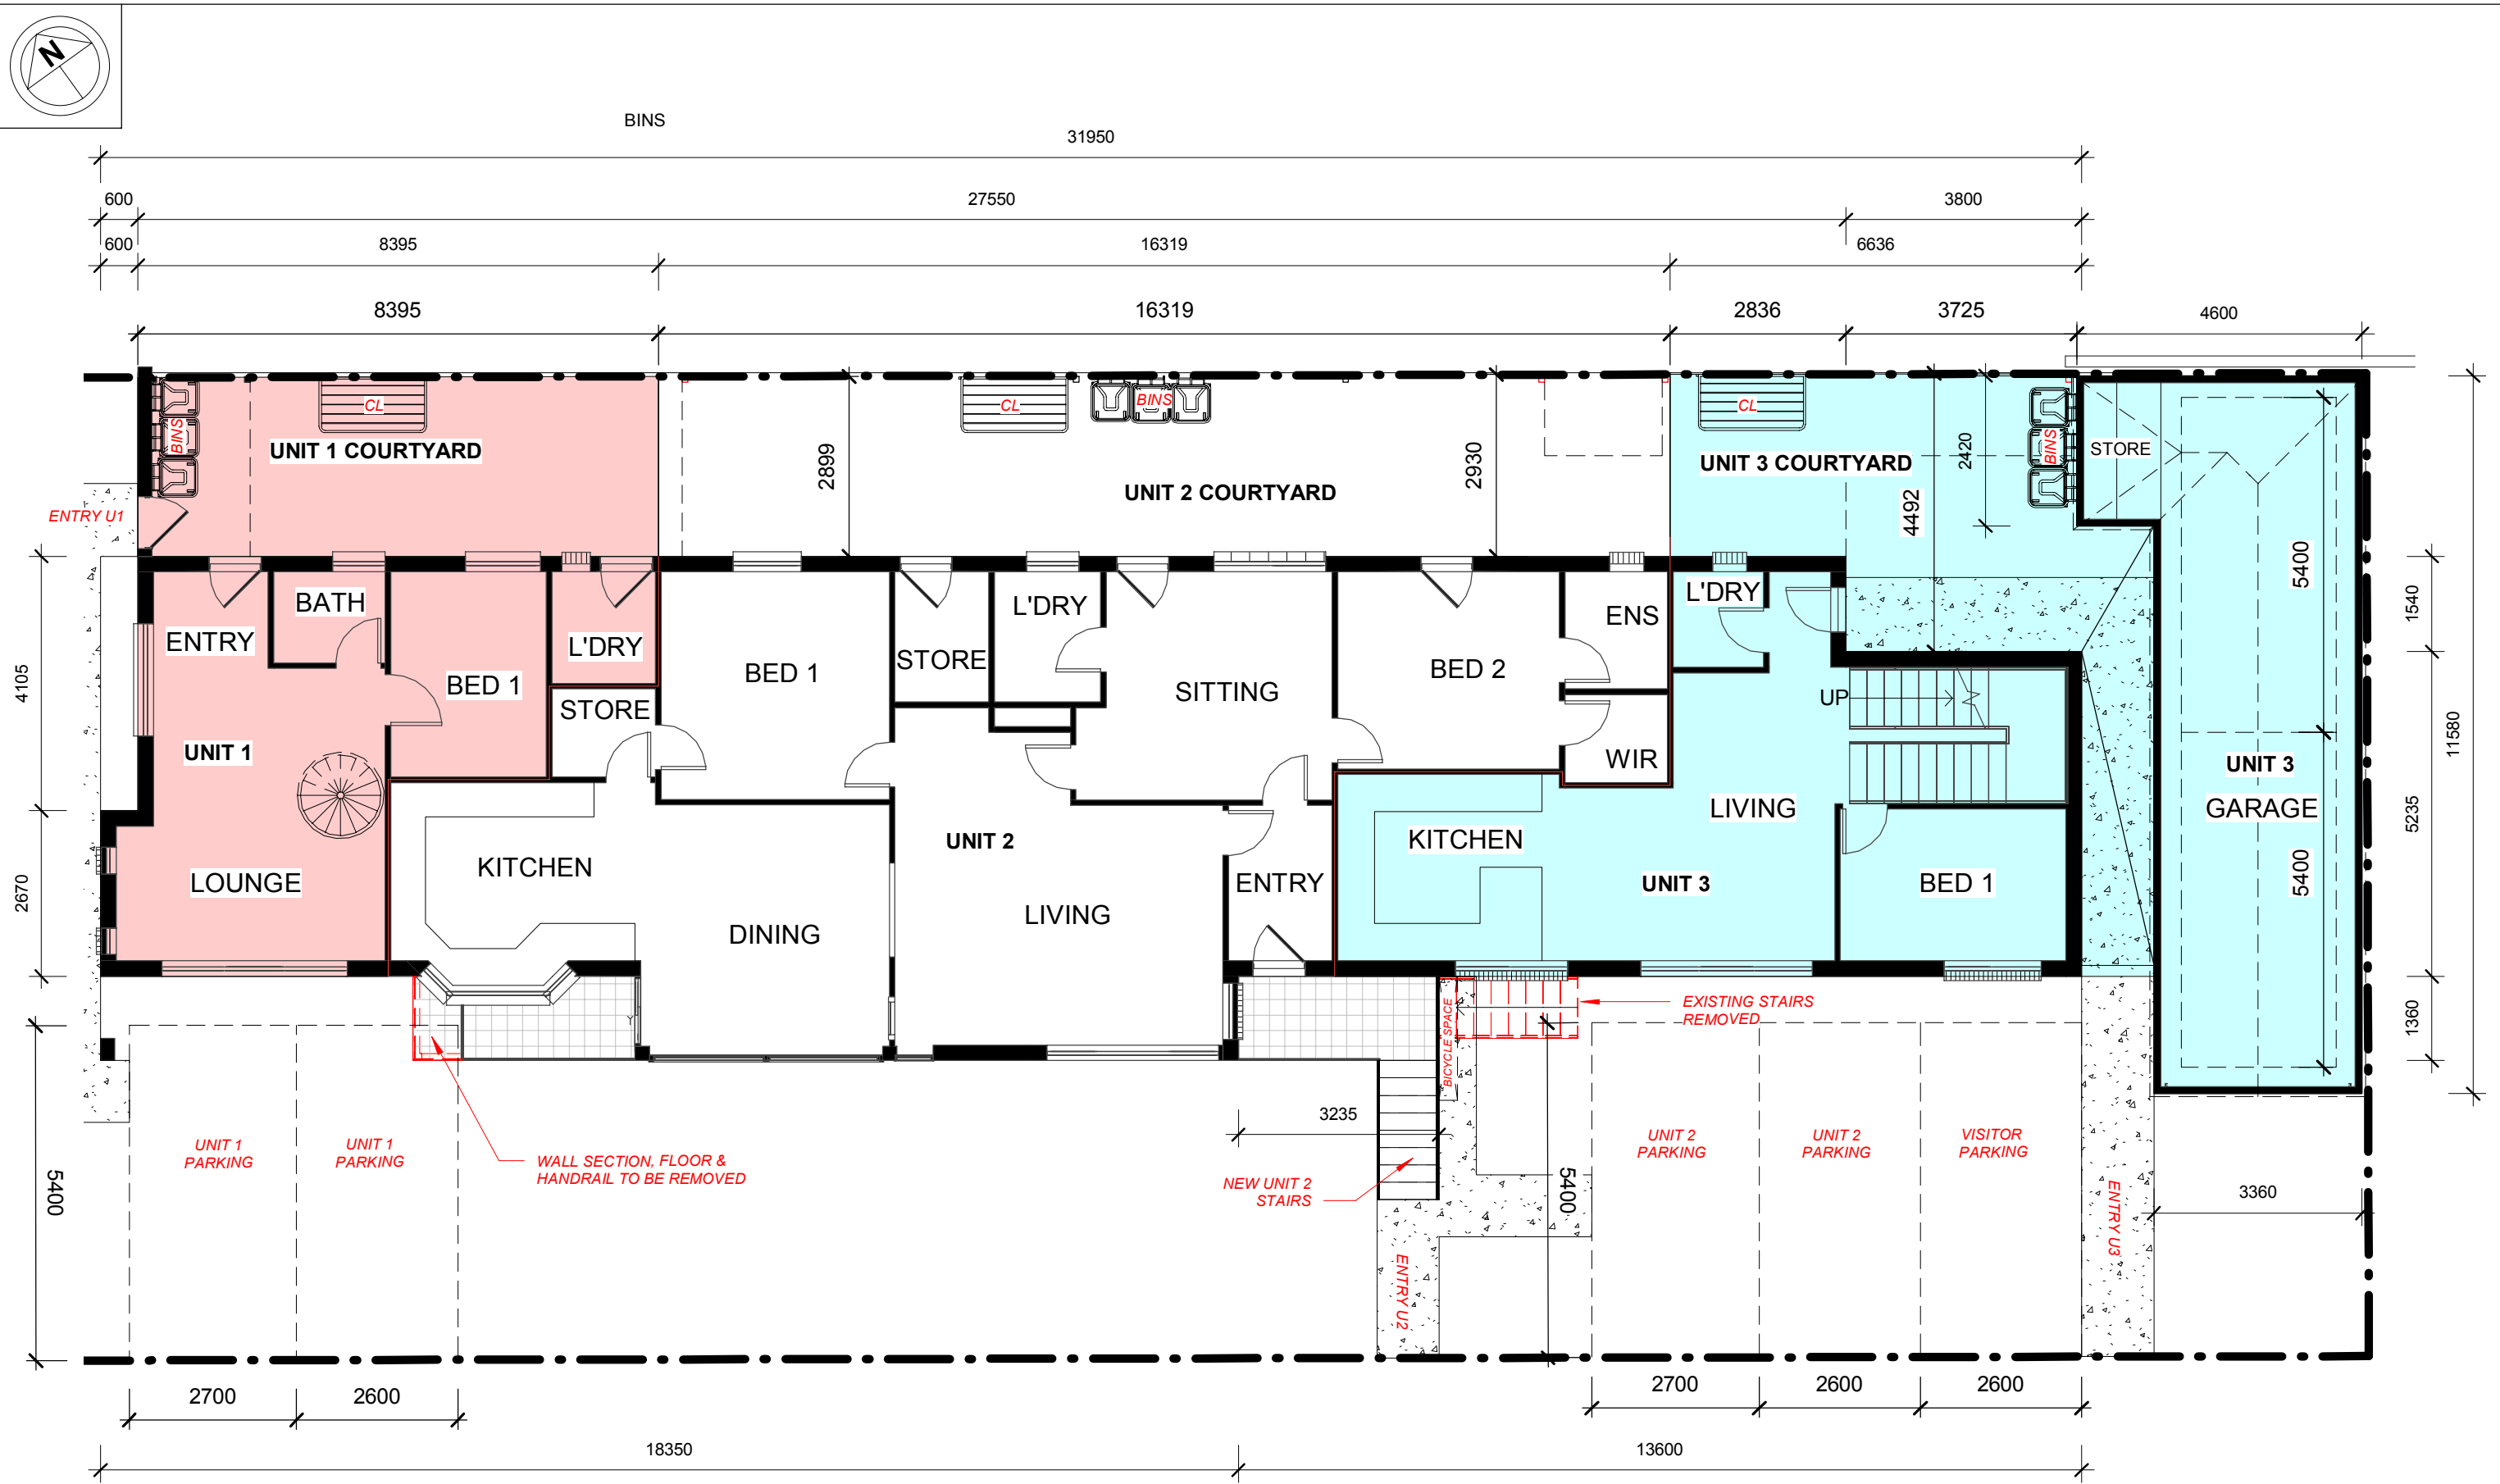 N
BINS
31950
600
27550
3800
600
8395
16319
6636
8395
16319
2836
3725
4600
CL
BINS
UNIT 1 COURTYARD
ENTRY U1
2899
CL
BINS
UNIT 2 COURTYARD
2930
CL
UNIT 3 COURTYARD
4492
2420
BINS
STORE
5400
1540
BATH
ENTRY
L'DRY
BED 1
UNIT 1
LOUNGE
4105
2670
STORE
BED 1
STORE
L'DRY
SITTING
BED 2
ENS
WIR
L'DRY
UP
LIVING
KITCHEN
UNIT 3
BED 1
UNIT 3
GARAGE
5400
11580
5235
1360
KITCHEN
DINING
UNIT 2
LIVING
ENTRY
BICYCLE SPACE
EXISTING STAIRS
REMOVED
3235
5400
UNIT 1
PARKING
UNIT 1
PARKING
WALL SECTION, FLOOR &
HANDRAIL TO BE REMOVED
NEW UNIT 2
STAIRS
5400
UNIT 2
PARKING
UNIT 2
PARKING
VISITOR
PARKING
ENTRY U2
ENTRY U3
3360
2700
2600
2700
2600
2600
18350
13600